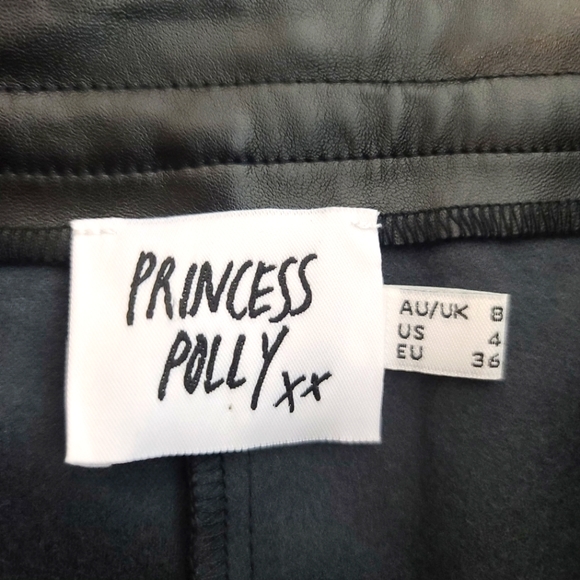 PRINCESS
POLLY xx
AU/UK 8
US 4
EU 36